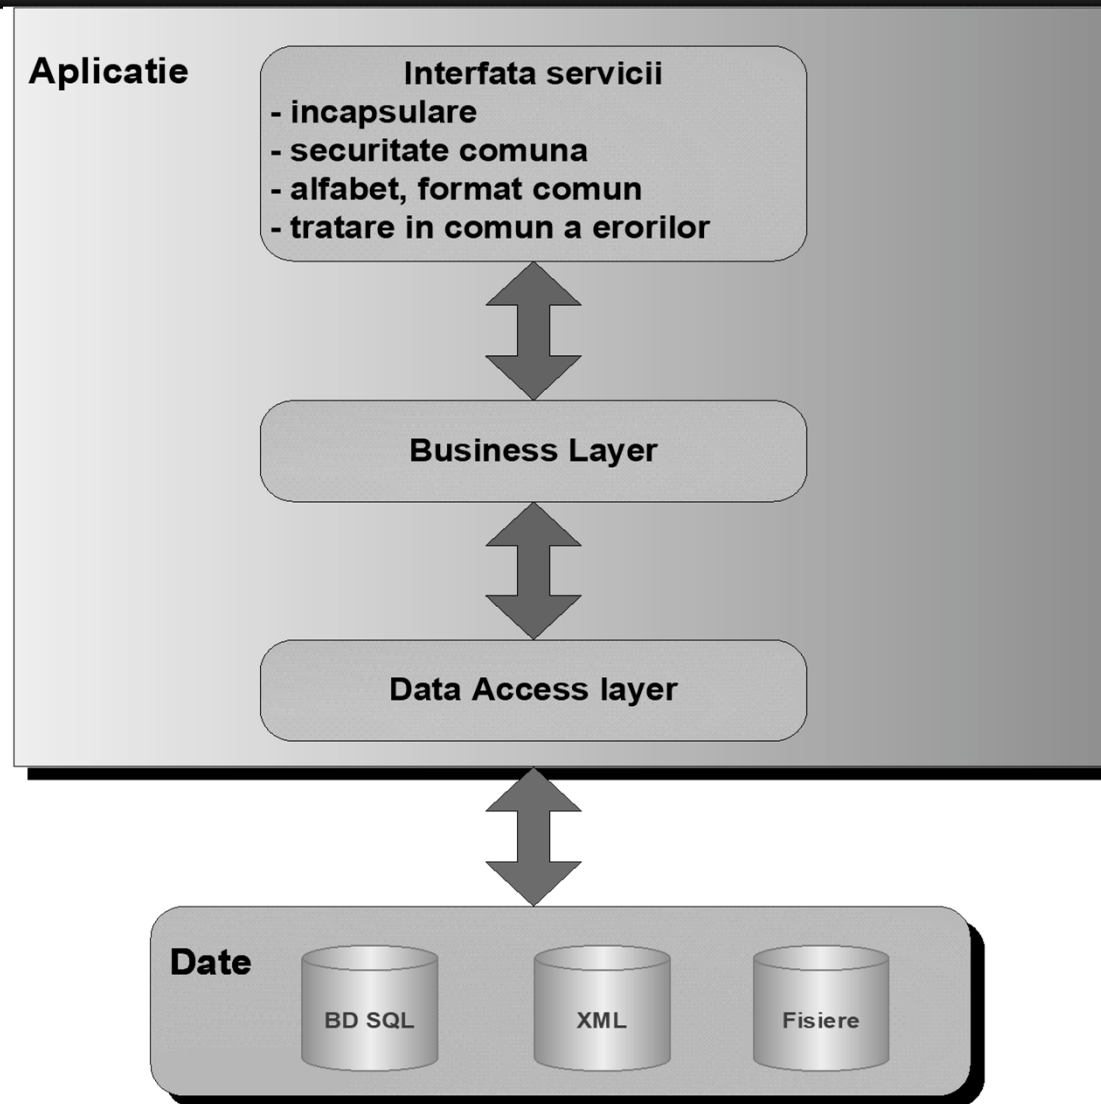 Aplicatie
Interfata servicii
- incapsulare
- securitate comuna
- alfabet, format comun
- tratare in comun a erorilor
Business Layer
Data Access layer
Date
BD SQL
XML
Fisiere